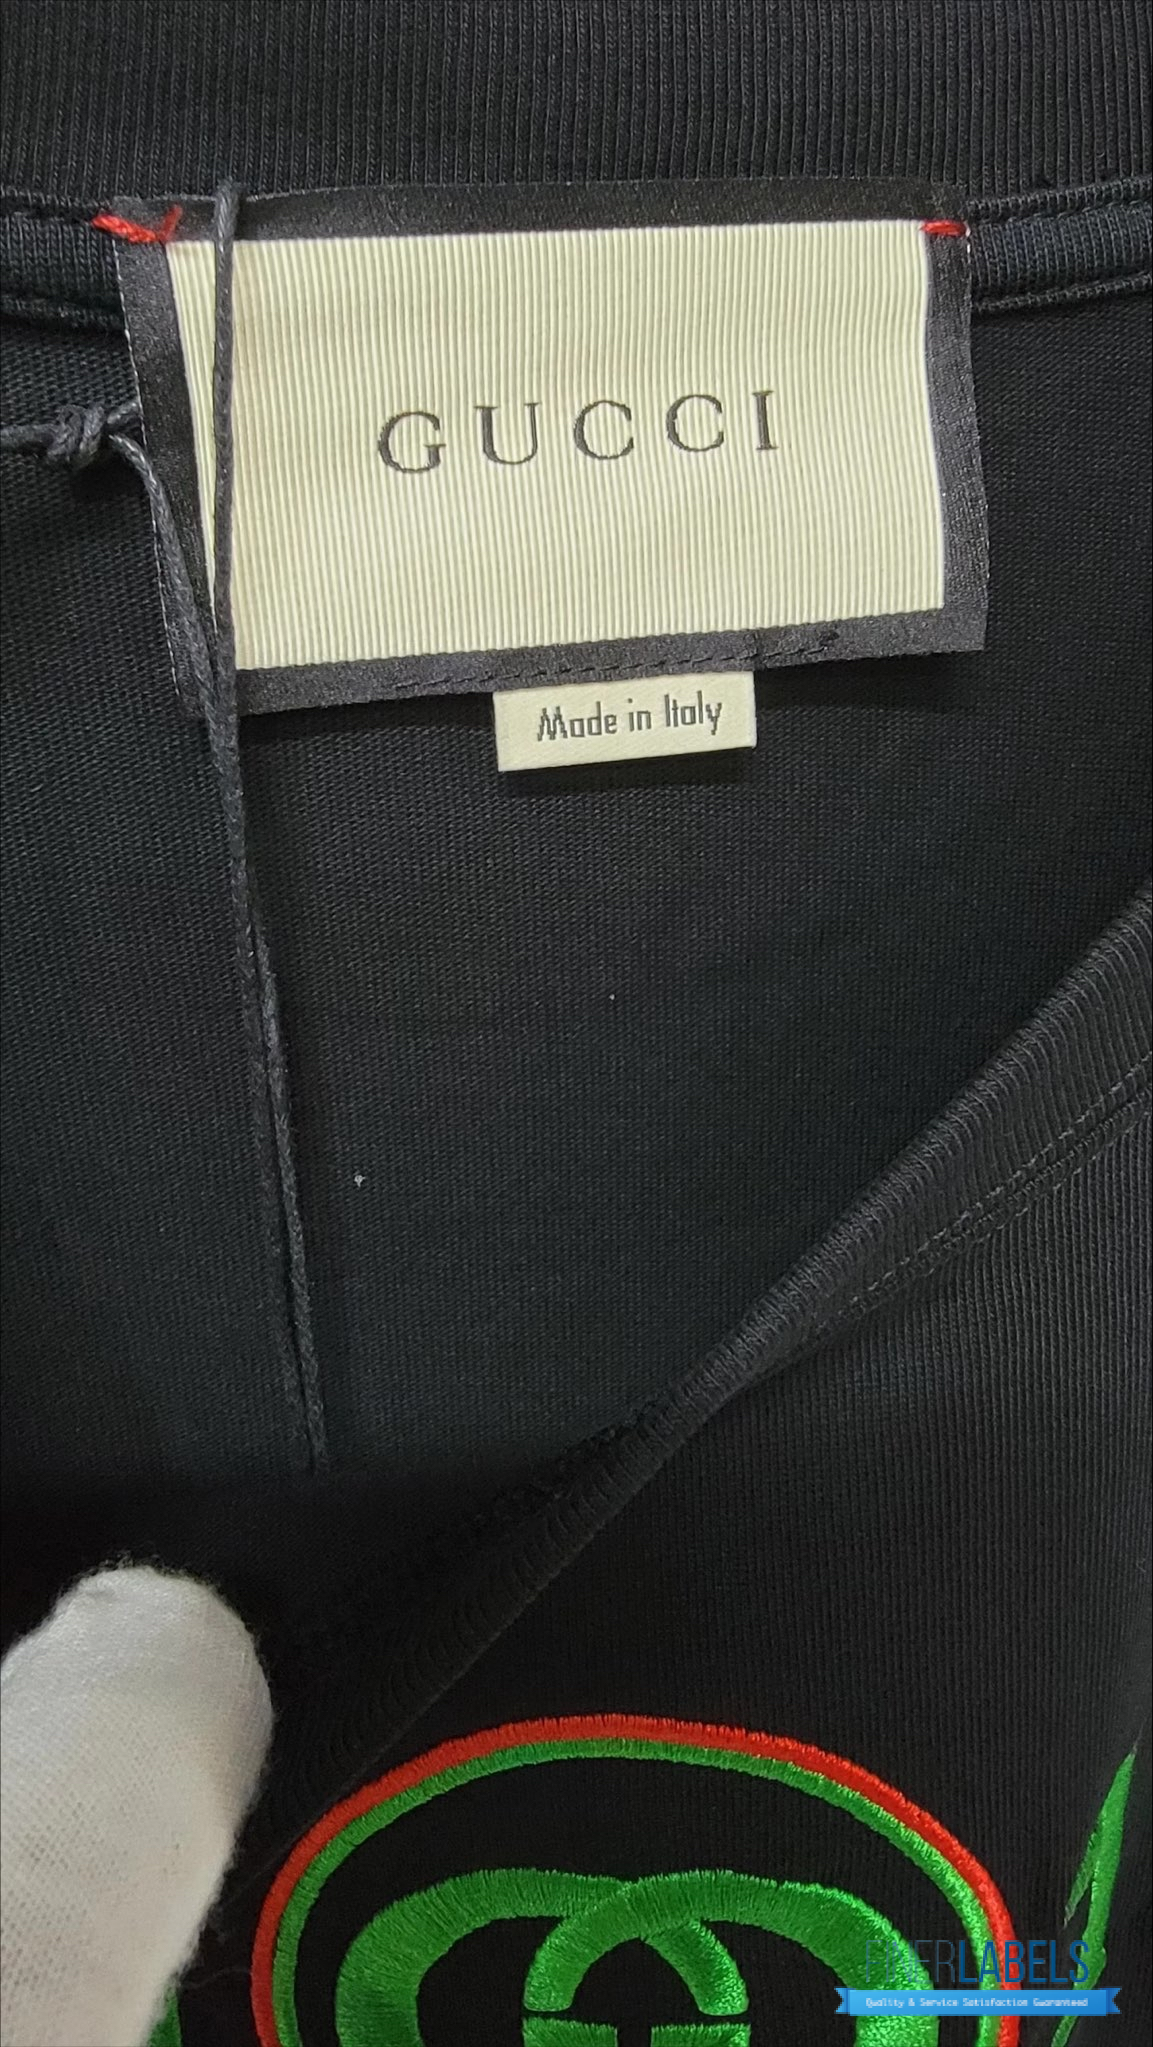 GUCCI
Made in Italy
FINERLABELS
Quality & Service Satisfaction Guaranteed